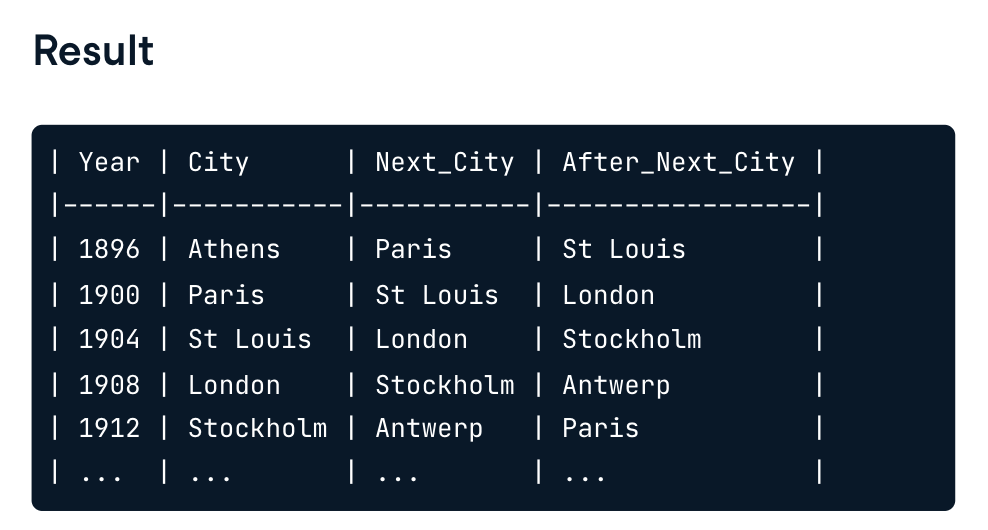 Result
| Year | City      | Next_City | After_Next_City |
|------|-----------|-----------|-----------------|
| 1896 | Athens    | Paris     | St Louis        |
| 1900 | Paris     | St Louis  | London          |
| 1904 | St Louis  | London    | Stockholm       |
| 1908 | London    | Stockholm | Antwerp         |
| 1912 | Stockholm | Antwerp   | Paris           |
| ...  | ...       | ...       | ...             |